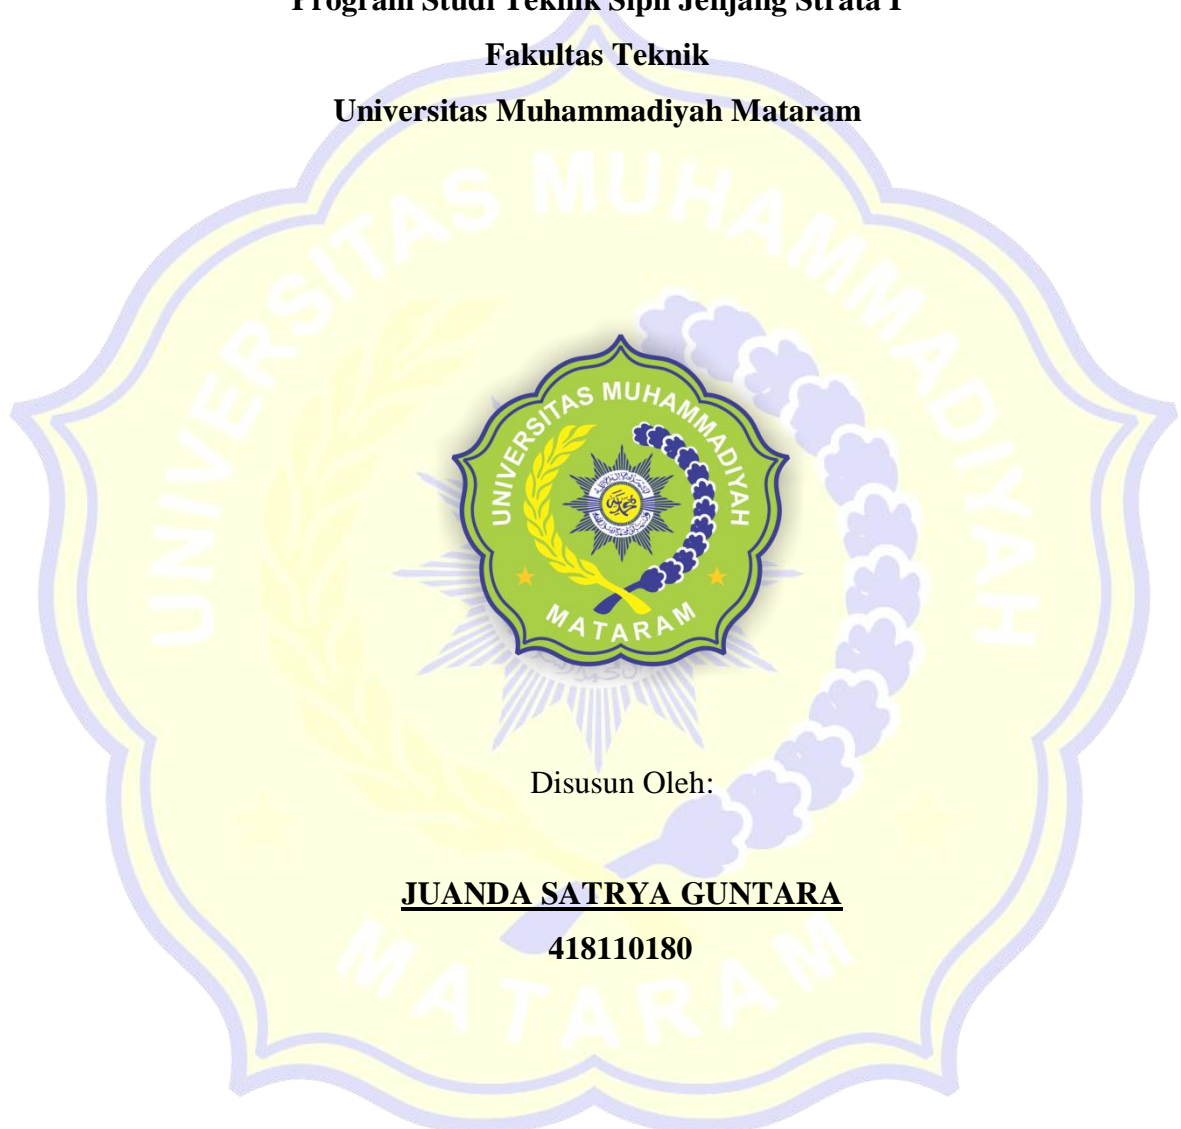 Program Studi Teknik Sipil Jenjang Strata I
Fakultas Teknik
Universitas Muhammadiyah Mataram
UNIVERSITAS MUHAMMADIYAH
MATARAM
UNIVERSITAS MUHAMMADIYAH
MATARAM
Disusun Oleh:
JUANDA SATRYA GUNTARA
418110180